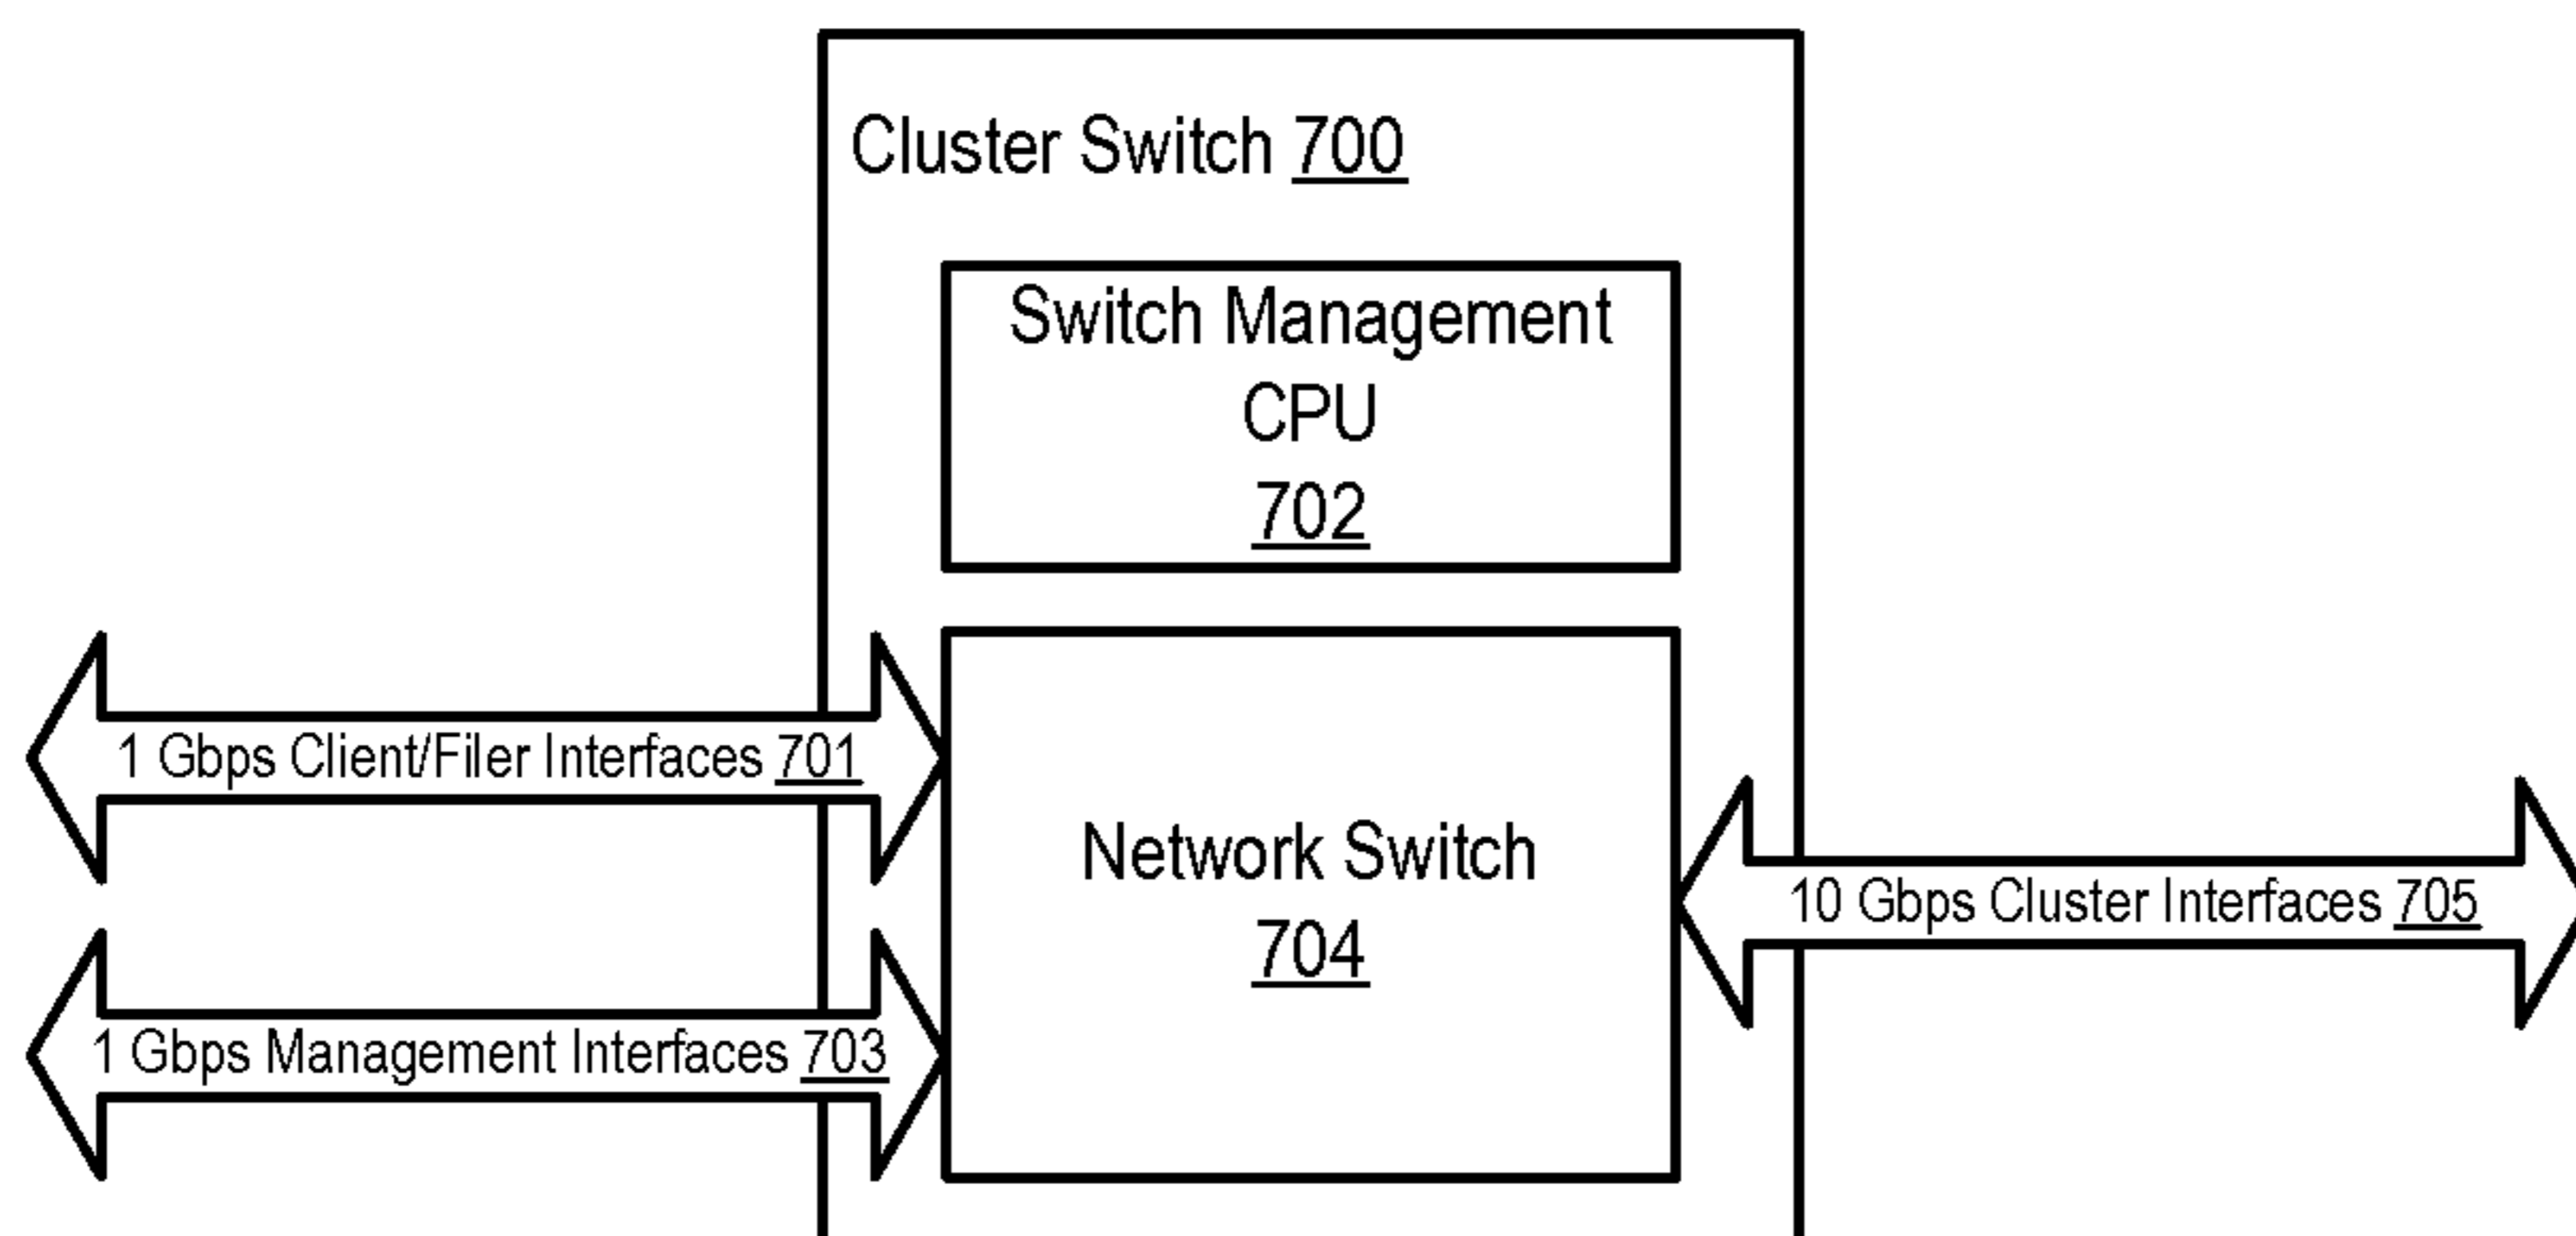 Cluster Switch 700
Switch Management
CPU
702
1 Gbps Client/Filer Interfaces 701
Network Switch
704
10 Gbps Cluster Interfaces 705
1 Gbps Management Interfaces 703